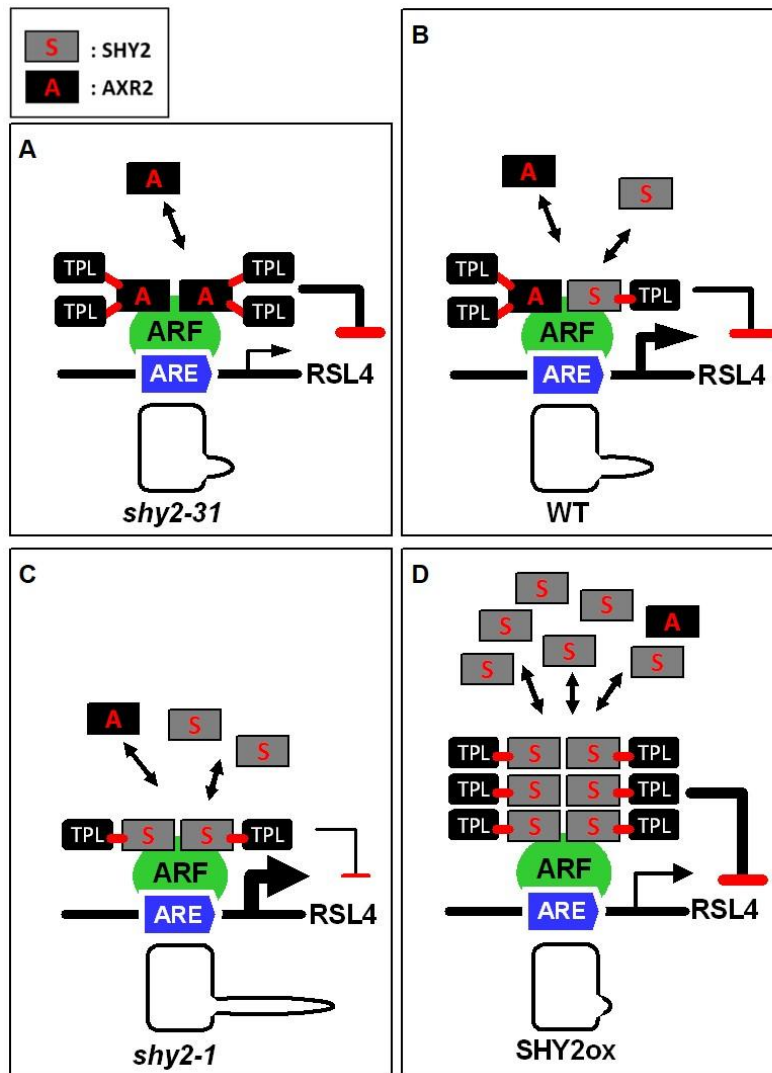 S : SHY2
A : AXR2
A
A
TPL TPL
A A
TPL TPL
ARF
ARE RSL4
shy2-31
B
A
S
TPL
A S TPL
TPL
ARF
ARE RSL4
WT
C
A S
S
TPL S S TPL
ARF
ARE RSL4
shy2-1
D
S
S
S A
S
S S
TPL S S TPL
TPL S S TPL
TPL S S TPL
ARF
ARE RSL4
SHY2ox